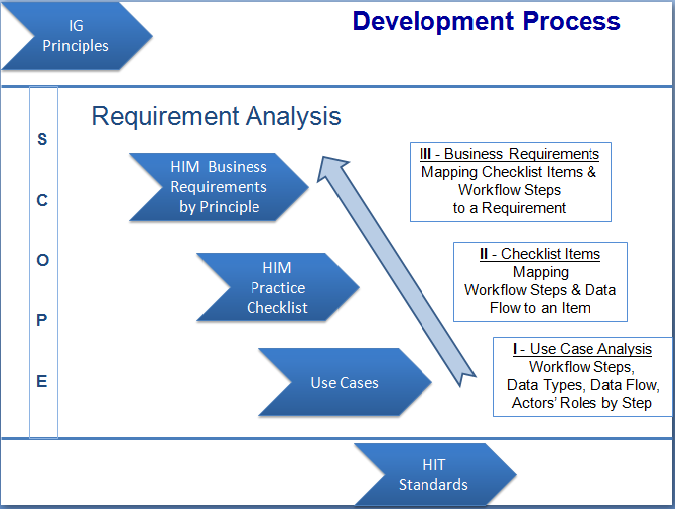 IG
Principles
Development Process
S
C
O
P
E
Requirement Analysis
HIM Business
Requirements
by Principle
III - Business Requirements
Mapping Checklist Items &
Workflow Steps
to a Requirement
HIM
Practice
Checklist
II - Checklist Items
Mapping
Workflow Steps & Data
Flow to an Item
Use Cases
I - Use Case Analysis
Workflow Steps,
Data Types, Data Flow,
Actors' Roles by Step
HIT
Standards